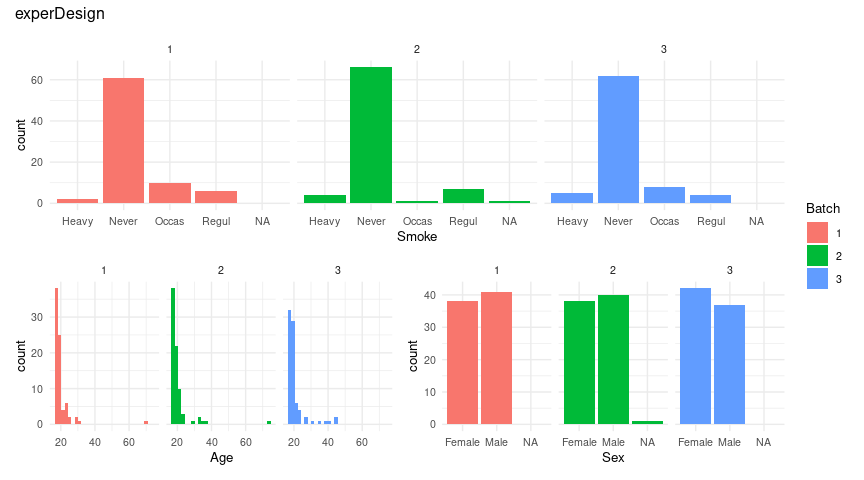 experDesign
1 2 3
count
60
40
20
0
Heavy Never Occas Regul NA Heavy Never Occas Regul NA Heavy Never Occas Regul NA
Smoke
Batch
1
2
3
1 2 3
count
30
20
10
0
20 40 60 20 40 60 20 40 60
Age
1 2 3
count
40
30
20
10
0
Female Male NA Female Male NA Female Male NA
Sex